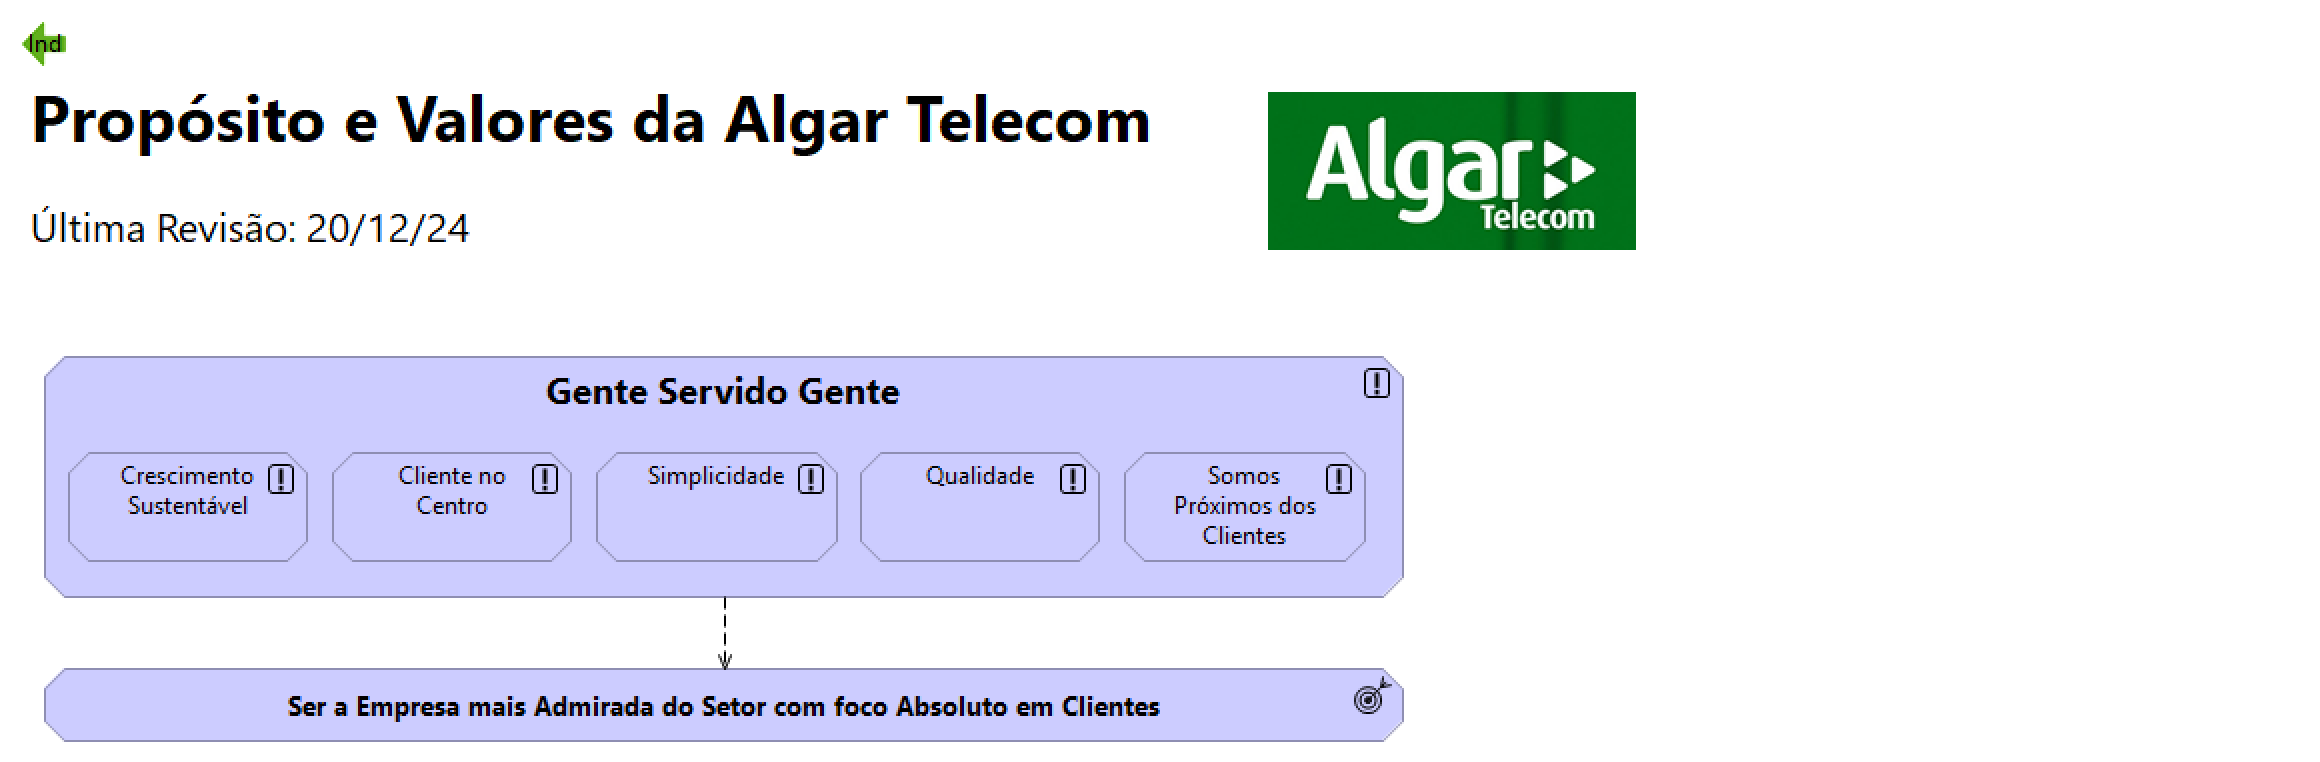 Ind
Propósito e Valores da Algar Telecom
Algar
Telecom
Última Revisão: 20/12/24
Gente Servido Gente
Crescimento
Sustentável
Cliente no
Centro
Simplicidade
Qualidade
Somos
Próximos dos
Clientes
Ser a Empresa mais Admirada do Setor com foco Absoluto em Clientes